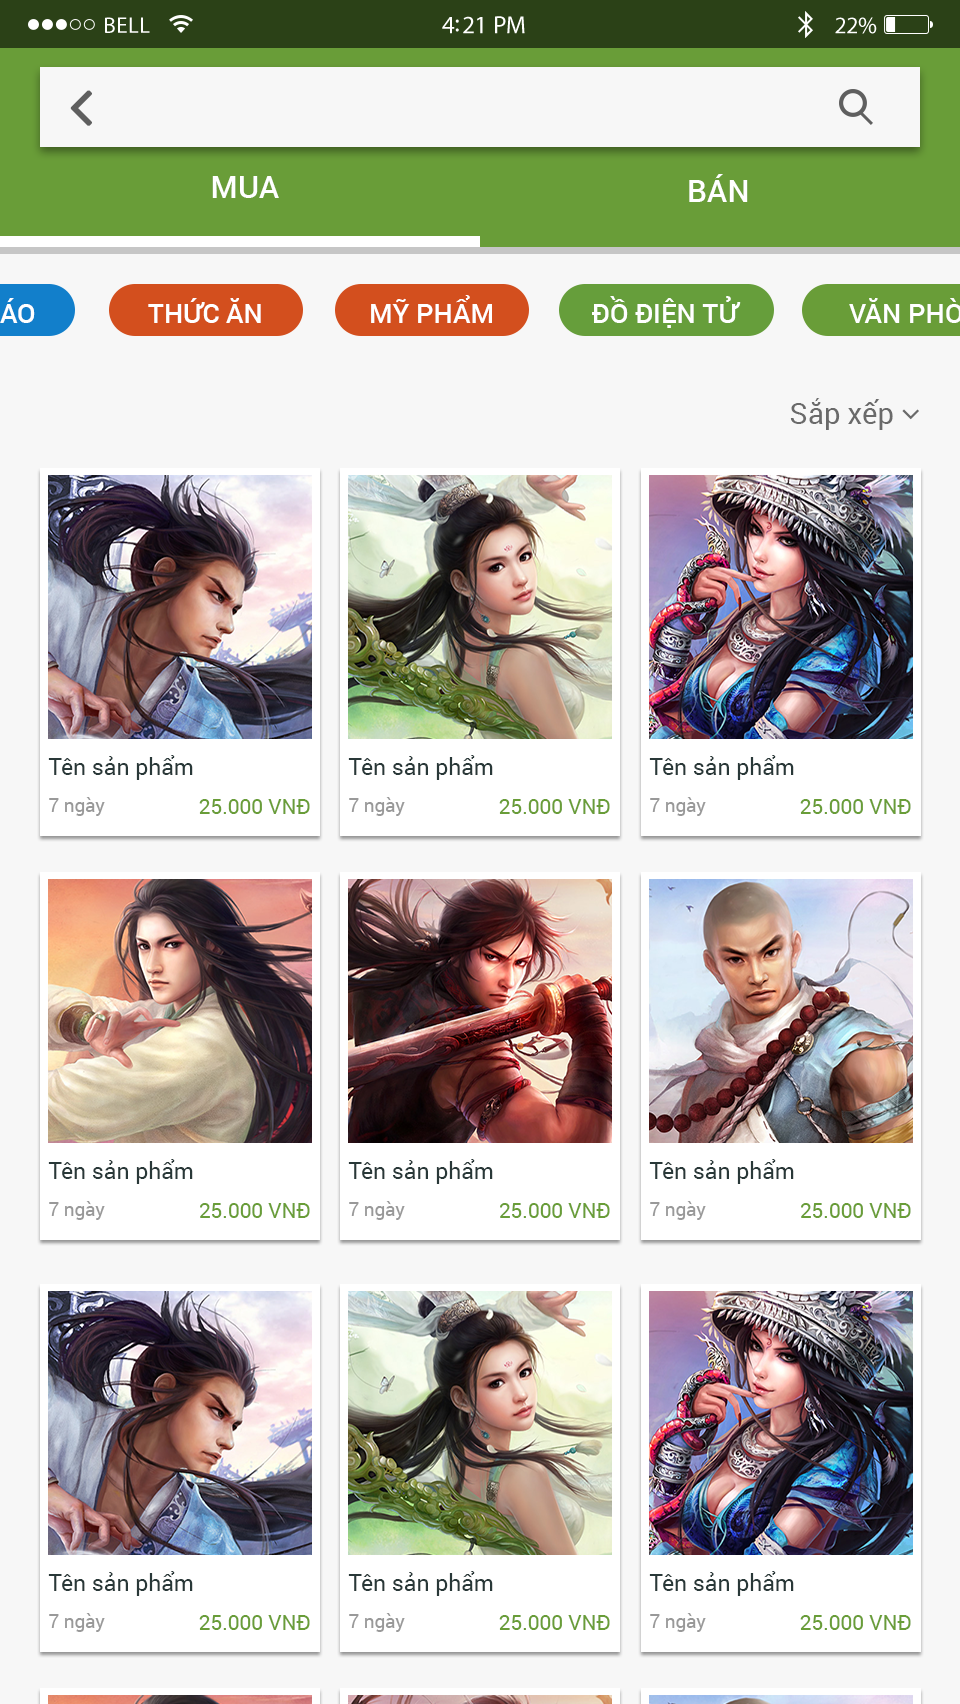 BELL 4:21 PM 22%
MUA BÁN
ÁO THỨC ĂN MỸ PHẨM ĐỒ ĐIỆN TỬ VĂN PHÒ
Sắp xếp
Tên sản phẩm Tên sản phẩm Tên sản phẩm
7 ngày 25.000 VNĐ 7 ngày 25.000 VNĐ 7 ngày 25.000 VNĐ
Tên sản phẩm Tên sản phẩm Tên sản phẩm
7 ngày 25.000 VNĐ 7 ngày 25.000 VNĐ 7 ngày 25.000 VNĐ
Tên sản phẩm Tên sản phẩm Tên sản phẩm
7 ngày 25.000 VNĐ 7 ngày 25.000 VNĐ 7 ngày 25.000 VNĐ